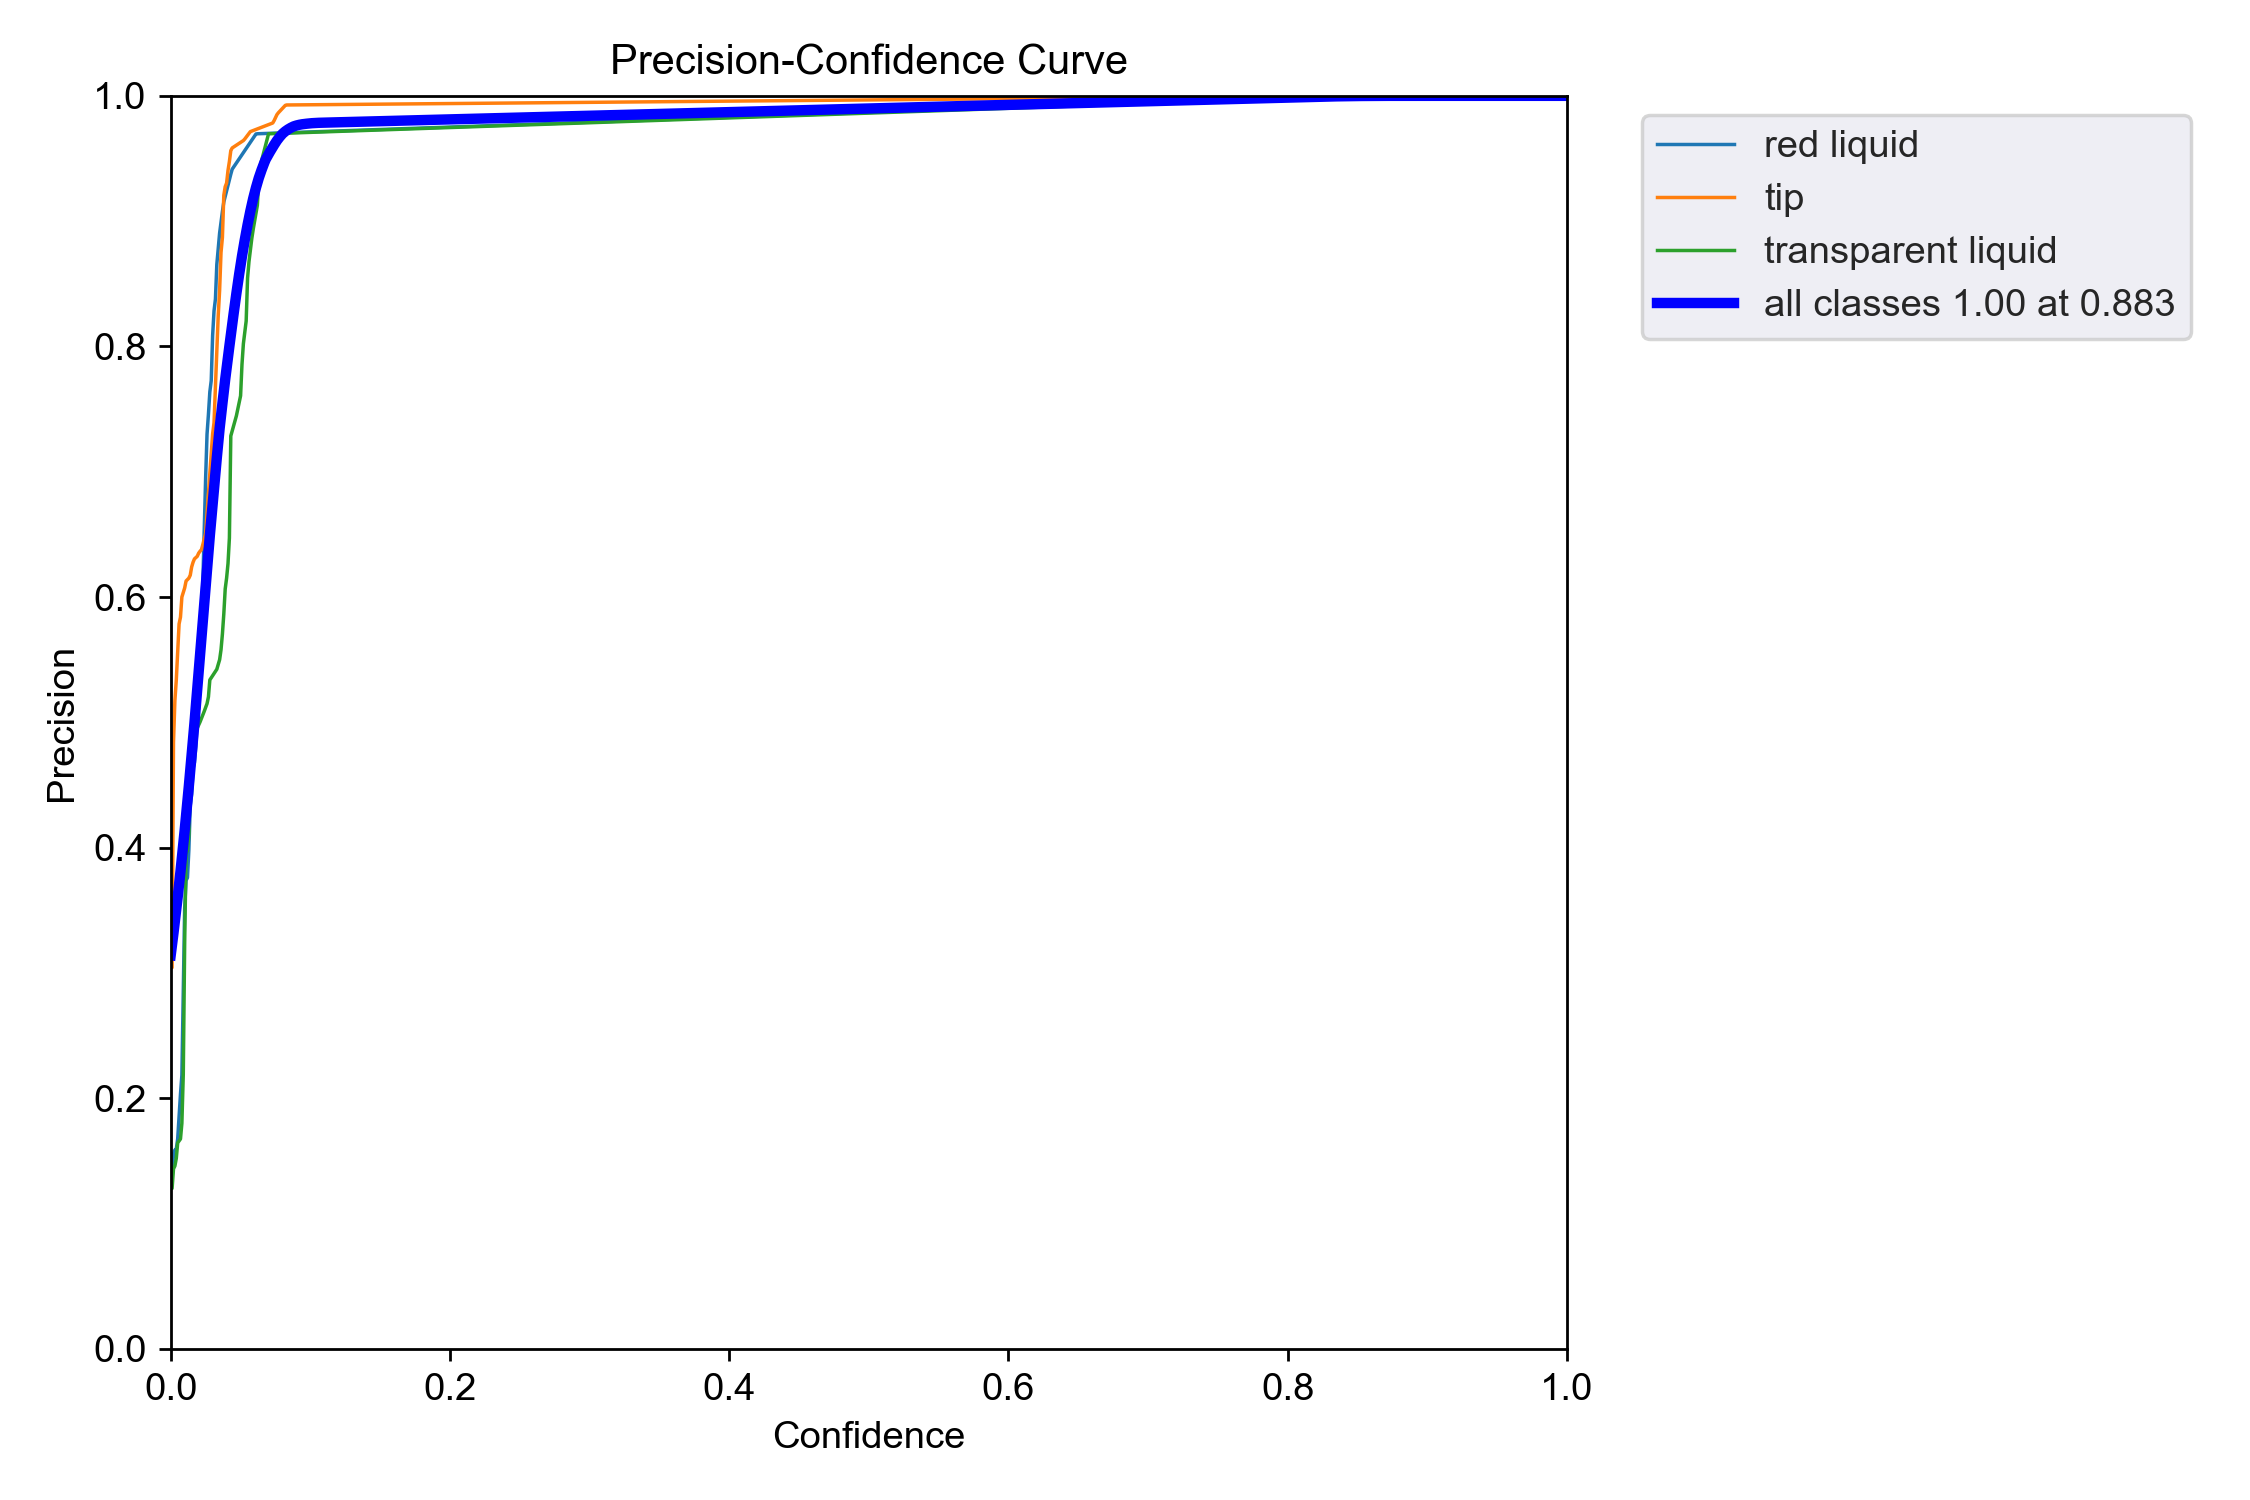 Precision-Confidence Curve
1.0
0.8
0.6
0.4
0.2
0.0
Precision
0.0 0.2 0.4 0.6 0.8 1.0
Confidence
red liquid
tip
transparent liquid
all classes 1.00 at 0.883